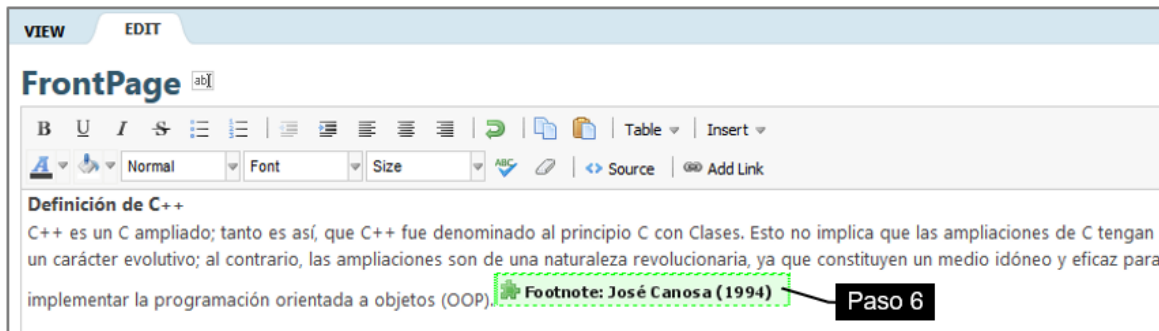 VIEW EDIT
FrontPage ab
B U I S Table Insert
A Normal Font Size ABC Source Add Link
Definición de C++
C++ es un C ampliado; tanto es así, que C++ fue denominado al principio C con Clases. Esto no implica que las ampliaciones de C tengan
un carácter evolutivo; al contrario, las ampliaciones son de una naturaleza revolucionaria, ya que constituyen un medio idóneo y eficaz para
implementar la programación orientada a objetos (OOP). Footnote: José Canosa (1994) Paso 6